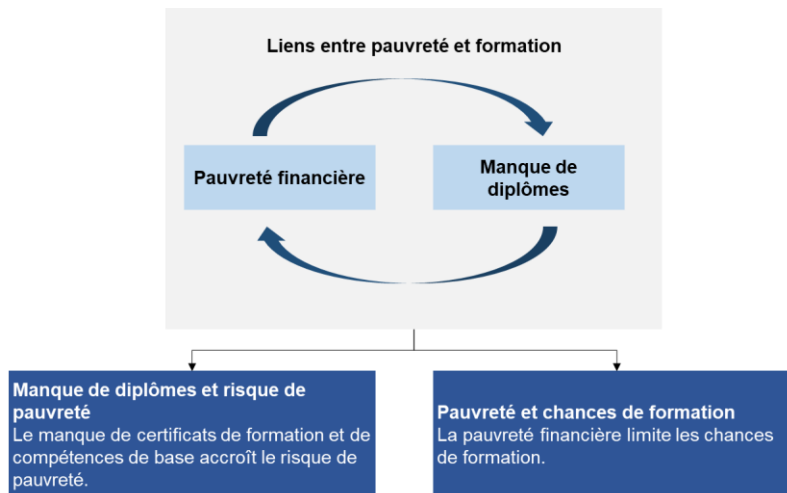 Liens entre pauvreté et formation
Pauvreté financière
Manque de
diplômes
Manque de diplômes et risque de
pauvreté
Le manque de certificats de formation et de
compétences de base accroît le risque de
pauvreté.
Pauvreté et chances de formation
La pauvreté financière limite les chances
de formation.